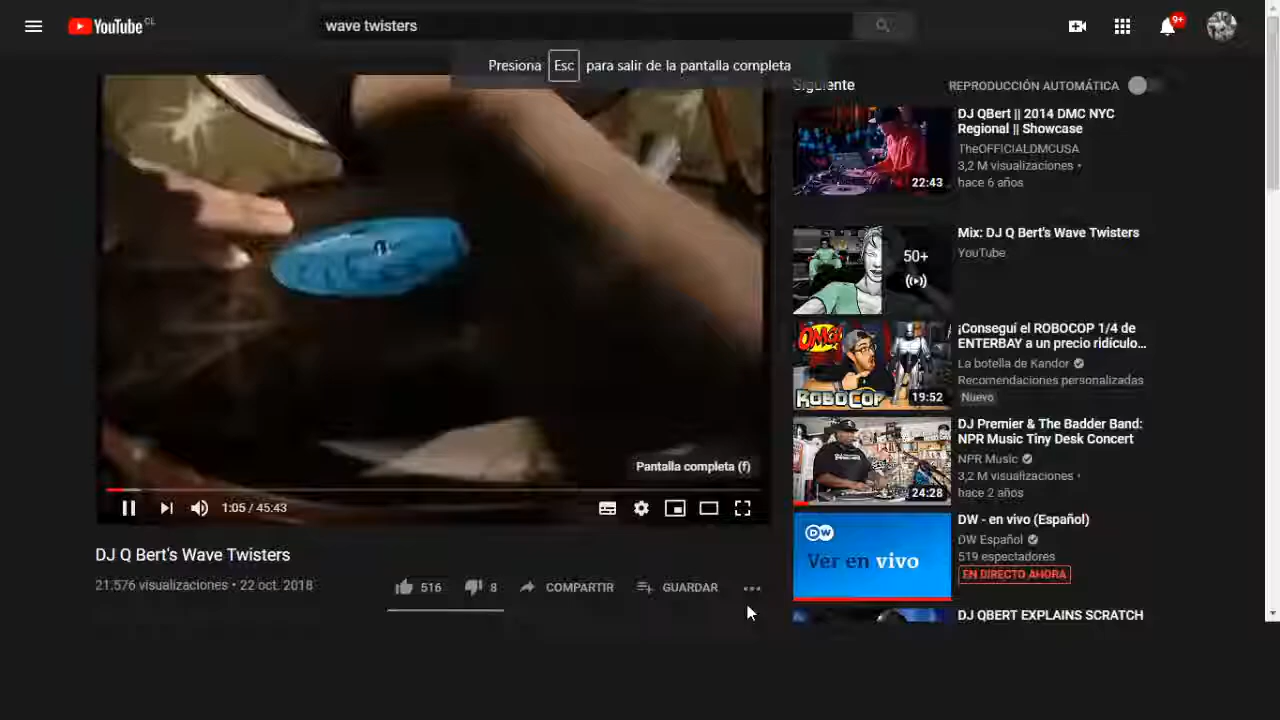 YouTube CL
wave twisters
9+
Presiona Esc para salir de la pantalla completa
Siguiente
REPRODUCCIÓN AUTOMÁTICA
DJ QBert || 2014 DMC NYC
Regional || Showcase
TheOFFICIALDMCUSA
3,2 M visualizaciones •
hace 6 años
22:43
Mix: DJ Q Bert's Wave Twisters
YouTube
50+
¡Conseguí el ROBOCOP 1/4 de
ENTERBAY a un precio ridículo...
La botella de Kandor
Recomendaciones personalizadas
Nuevo
OMG!
ROBOCOP
19:52
DJ Premier & The Badder Band:
NPR Music Tiny Desk Concert
NPR Music
3,2 M visualizaciones •
hace 2 años
24:28
DW - en vivo (Español)
DW Español
519 espectadores
EN DIRECTO AHORA
DW
Ver en vivo
DJ QBERT EXPLAINS SCRATCH
Pantalla completa (f)
1:05 / 45:43
DJ Q Bert's Wave Twisters
21.576 visualizaciones • 22 oct. 2018
516
8
COMPARTIR
GUARDAR